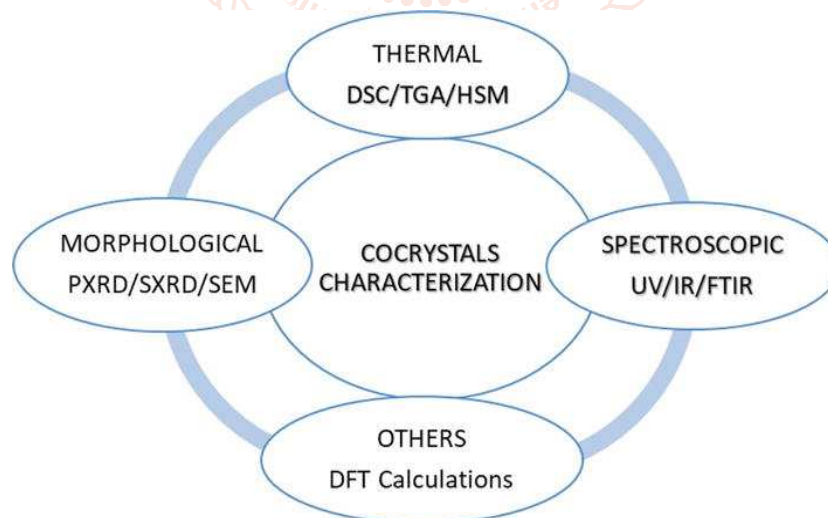 THERMAL
DSC/TGA/HSM
MORPHOLOGICAL
PXRD/SXRD/SEM
COCRYSTALS
CHARACTERIZATION
SPECTROSCOPIC
UV/IR/FTIR
OTHERS
DFT Calculations